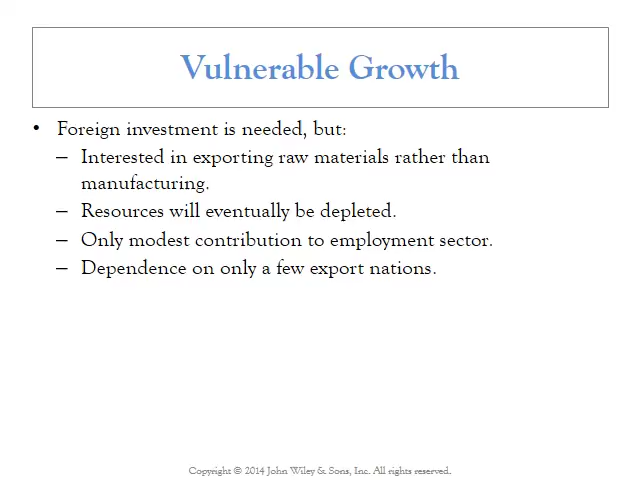 Vulnerable Growth
• Foreign investment is needed, but:
– Interested in exporting raw materials rather than
manufacturing.
– Resources will eventually be depleted.
– Only modest contribution to employment sector.
– Dependence on only a few export nations.
Copyright © 2014 John Wiley & Sons, Inc. All rights reserved.